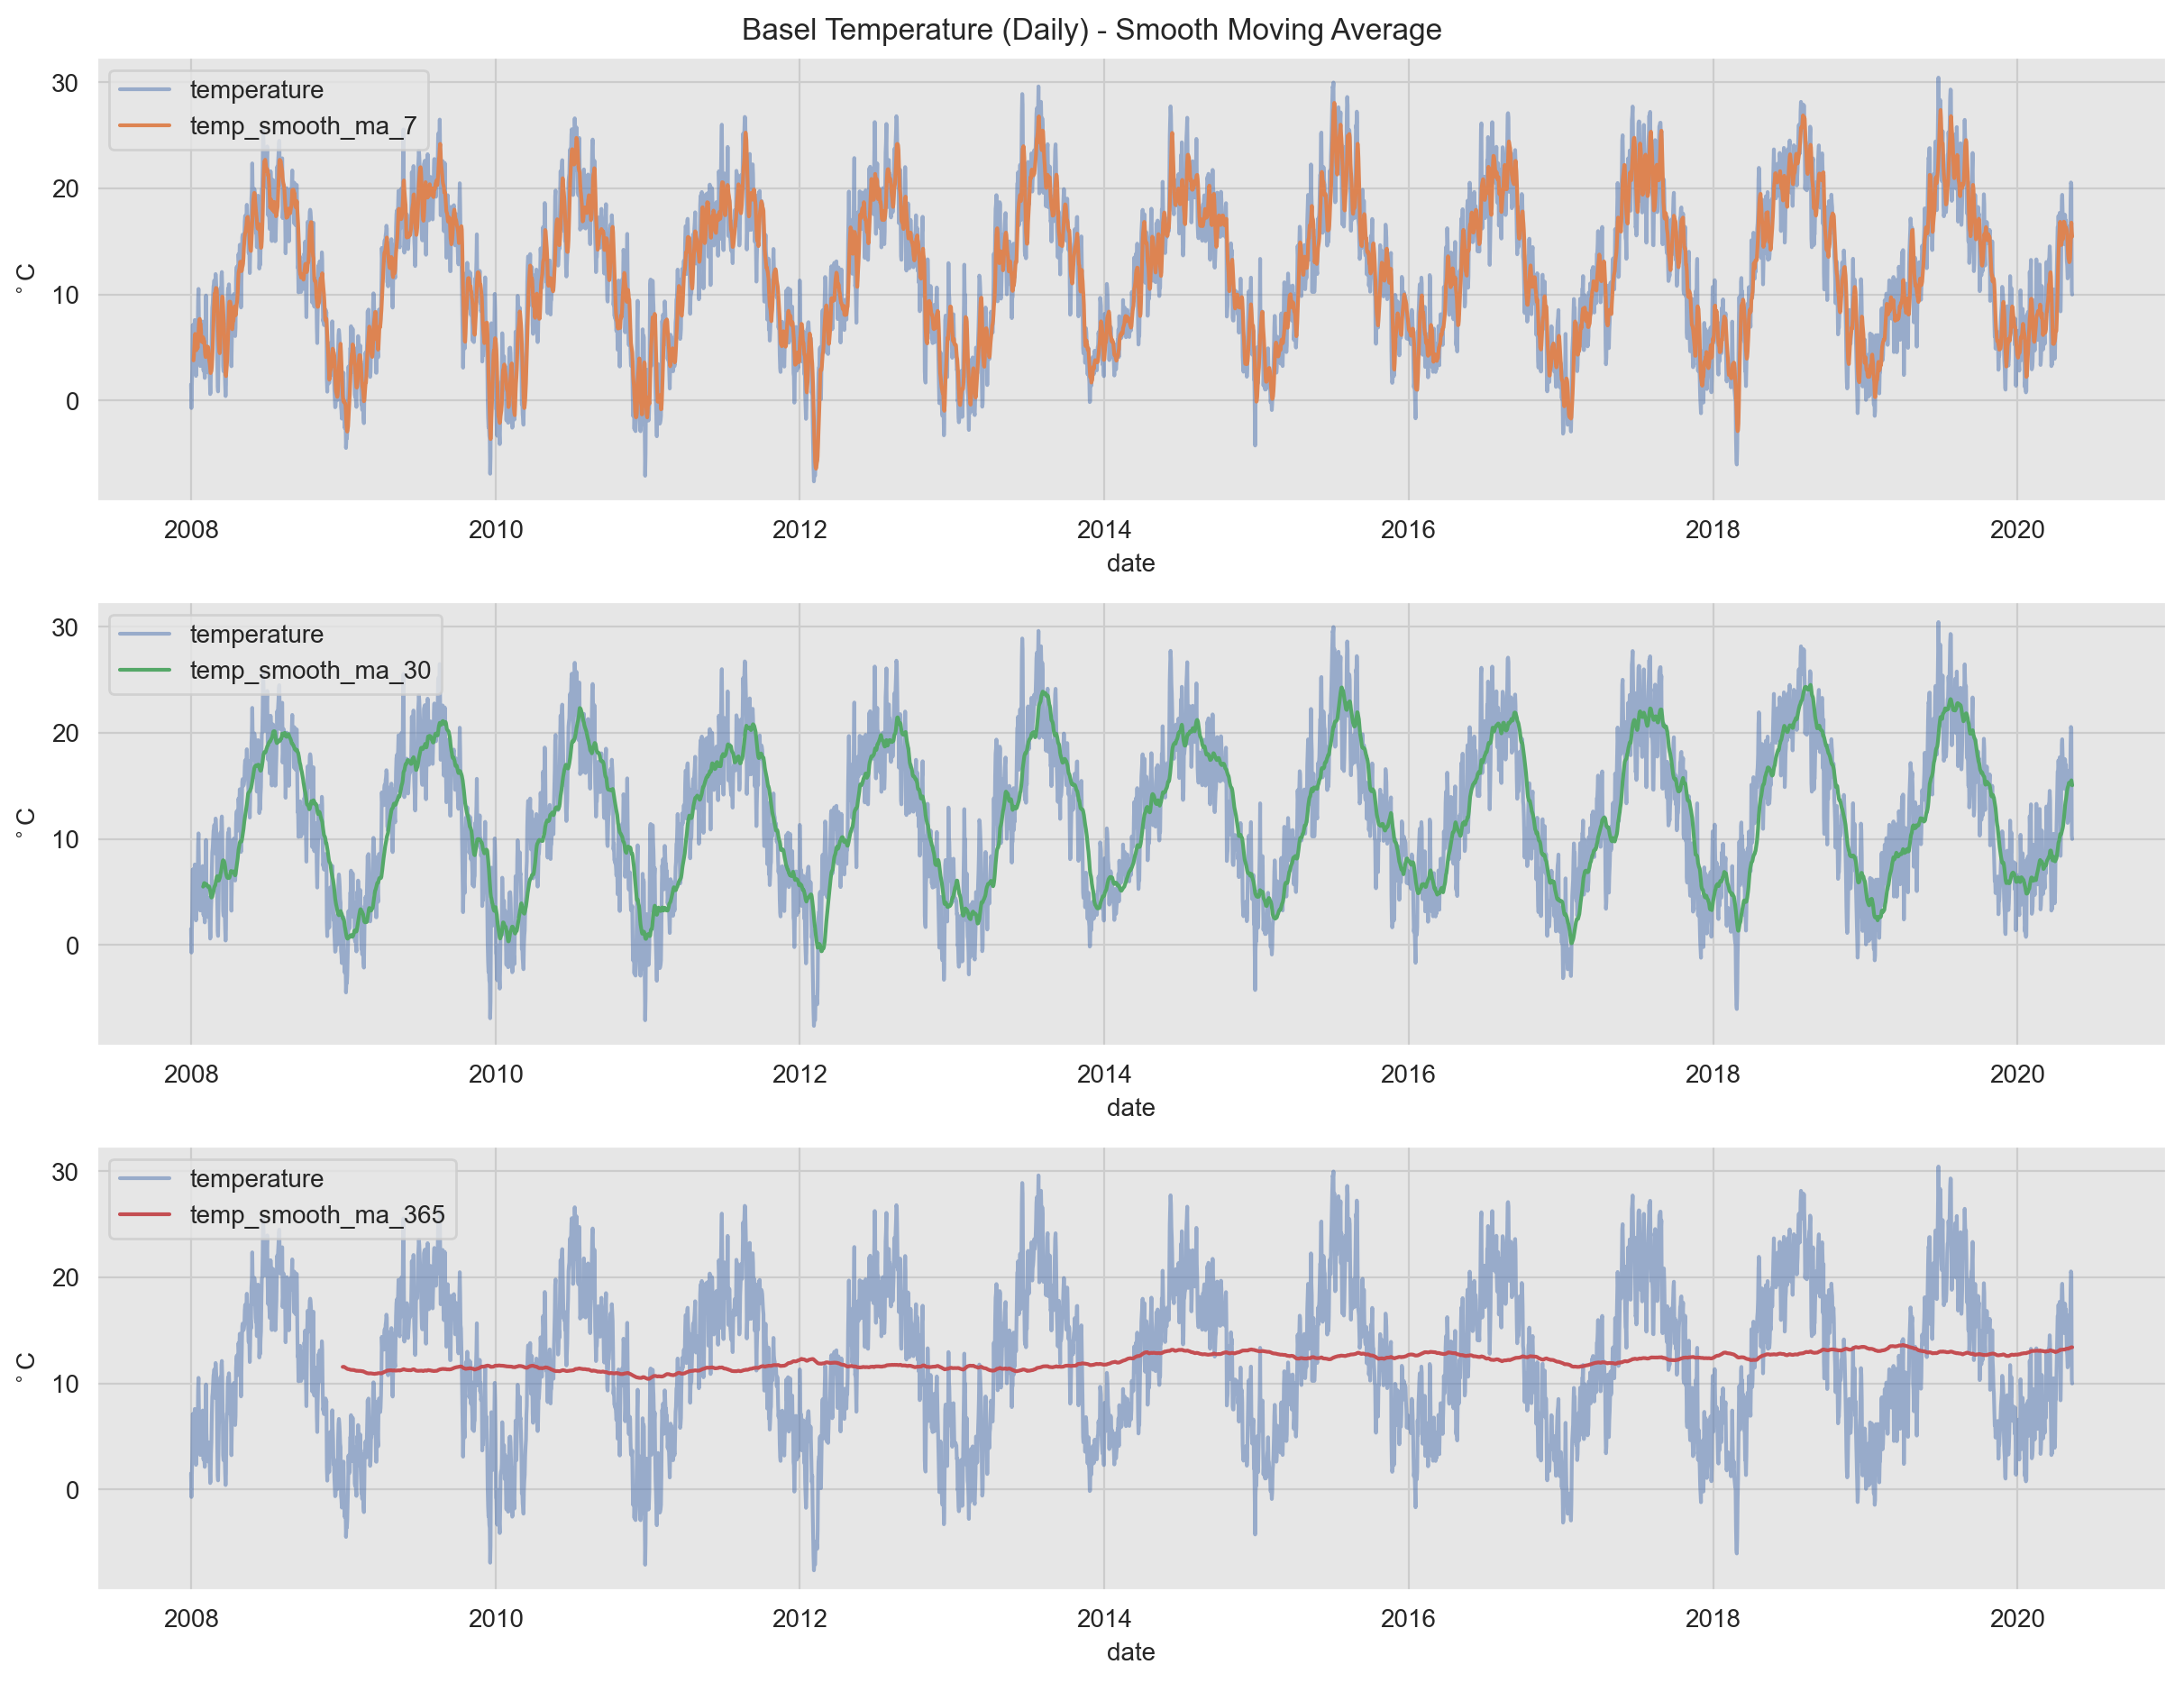 Basel Temperature (Daily) - Smooth Moving Average
temperature
temp_smooth_ma_7
30
20
10
0
°C
2008 2010 2012 2014 2016 2018 2020
date
temperature
temp_smooth_ma_30
30
20
10
0
°C
2008 2010 2012 2014 2016 2018 2020
date
temperature
temp_smooth_ma_365
30
20
10
0
°C
2008 2010 2012 2014 2016 2018 2020
date